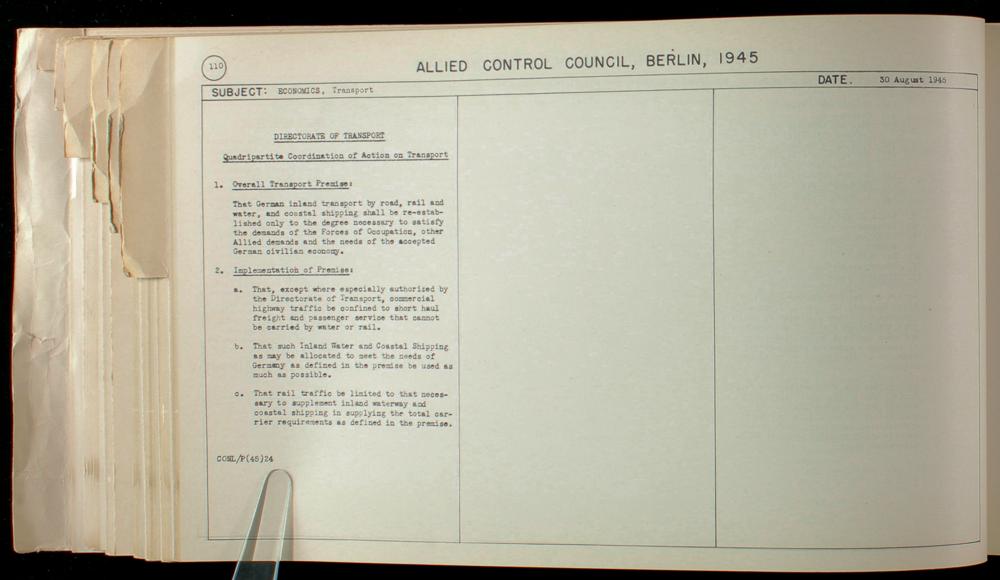 110
ALLIED CONTROL COUNCIL, BERLIN, 1945
DATE. 30 August 1945
SUBJECT: ECONOMICS, Transport
DIRECTORATE OF TRANSPORT
Quadripartite Coordination of Action on Transport
1. Overall Transport Premise:
That German inland transport by road, rail and
water, and coastal shipping shall be re-estab-
lished only to the degree necessary to satisfy
the demands of the Forces of Occupation, other
Allied demands and the needs of the accepted
German civilian economy.
2. Implementation of Premise:
a. That, except where especially authorized by
the Directorate of Transport, commercial
highway traffic be confined to short haul
freight and passenger service that cannot
be carried by water or rail.
b. That such Inland Water and Coastal Shipping
as may be allocated to meet the needs of
Germany as defined in the premise be used as
much as possible.
c. That rail traffic be limited to that neces-
sary to supplement inland waterway and
coastal shipping in supplying the total car-
rier requirements as defined in the premise.
CONL/P(45)24